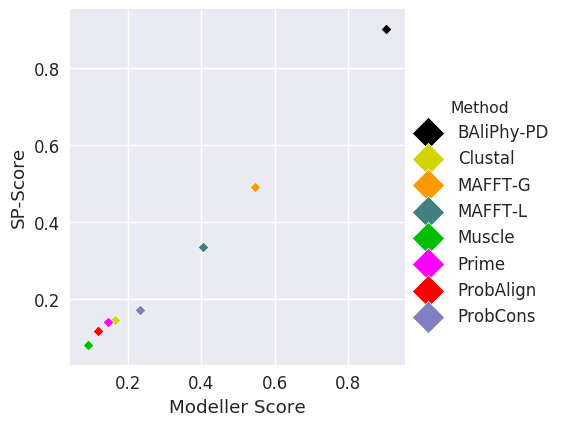 0.8
0.6
0.4
0.2
SP-Score
0.2 0.4 0.6 0.8
Modeller Score
Method
BAliPhy-PD
Clustal
MAFFT-G
MAFFT-L
Muscle
Prime
ProbAlign
ProbCons